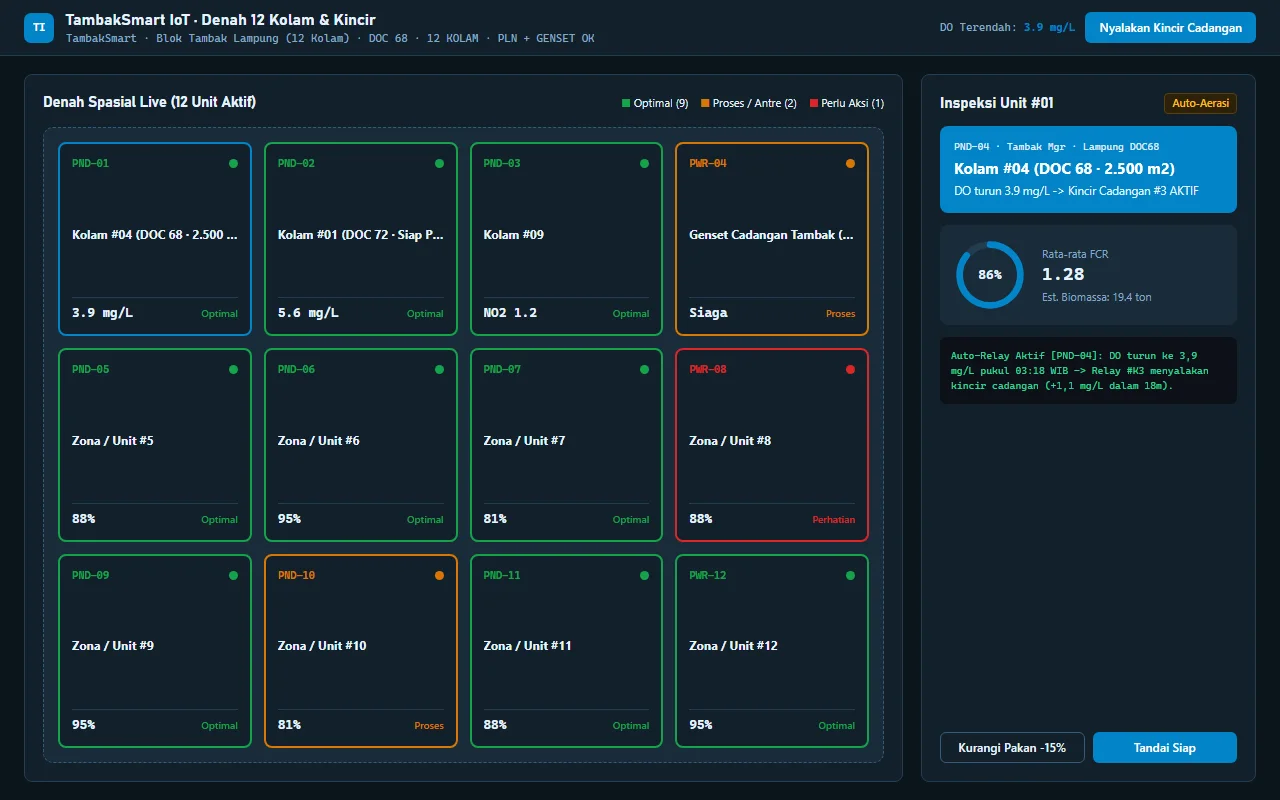 TI
TambakSmart IoT · Denah 12 Kolam & Kincir
TambakSmart · Blok Tambak Lampung (12 Kolam) · DOC 68 · 12 KOLAM · PLN + GENSET OK
DO Terendah: 3.9 mg/L
Nyalakan Kincir Cadangan
Denah Spasial Live (12 Unit Aktif)
Optimal (9)
Proses / Antre (2)
Perlu Aksi (1)
PND-01
Kolam #04 (DOC 68 · 2.500 ...
3.9 mg/L
Optimal
PND-02
Kolam #01 (DOC 72 · Siap P...
5.6 mg/L
Optimal
PND-03
Kolam #09
NO2 1.2
Optimal
PWR-04
Genset Cadangan Tambak (...
Siaga
Proses
PND-05
Zona / Unit #5
88%
Optimal
PND-06
Zona / Unit #6
95%
Optimal
PND-07
Zona / Unit #7
81%
Optimal
PWR-08
Zona / Unit #8
88%
Perhatian
PND-09
Zona / Unit #9
95%
Optimal
PND-10
Zona / Unit #10
81%
Proses
PND-11
Zona / Unit #11
88%
Optimal
PWR-12
Zona / Unit #12
95%
Optimal
Inspeksi Unit #01
Auto-Aerasi
PND-04 · Tambak Mgr · Lampung DOC68
Kolam #04 (DOC 68 · 2.500 m2)
DO turun 3.9 mg/L -> Kincir Cadangan #3 AKTIF
86%
Rata-rata FCR
1.28
Est. Biomassa: 19.4 ton
Auto-Relay Aktif [PND-04]: DO turun ke 3,9
mg/L pukul 03:18 WIB -> Relay #K3 menyalakan
kincir cadangan (+1,1 mg/L dalam 18m).
Kurangi Pakan -15%
Tandai Siap